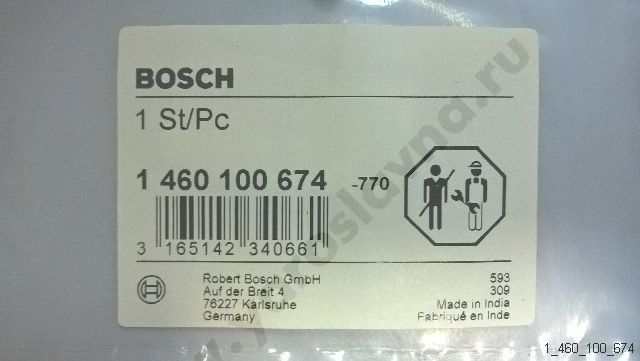 BOSCH
1 St/Pc
1 460 100 674 -770
3 165142 340661
Robert Bosch GmbH
Auf der Breit 4
76227 Karlsruhe
Germany
593
309
Made in India
Fabriqué en Inde
1_460_100_674